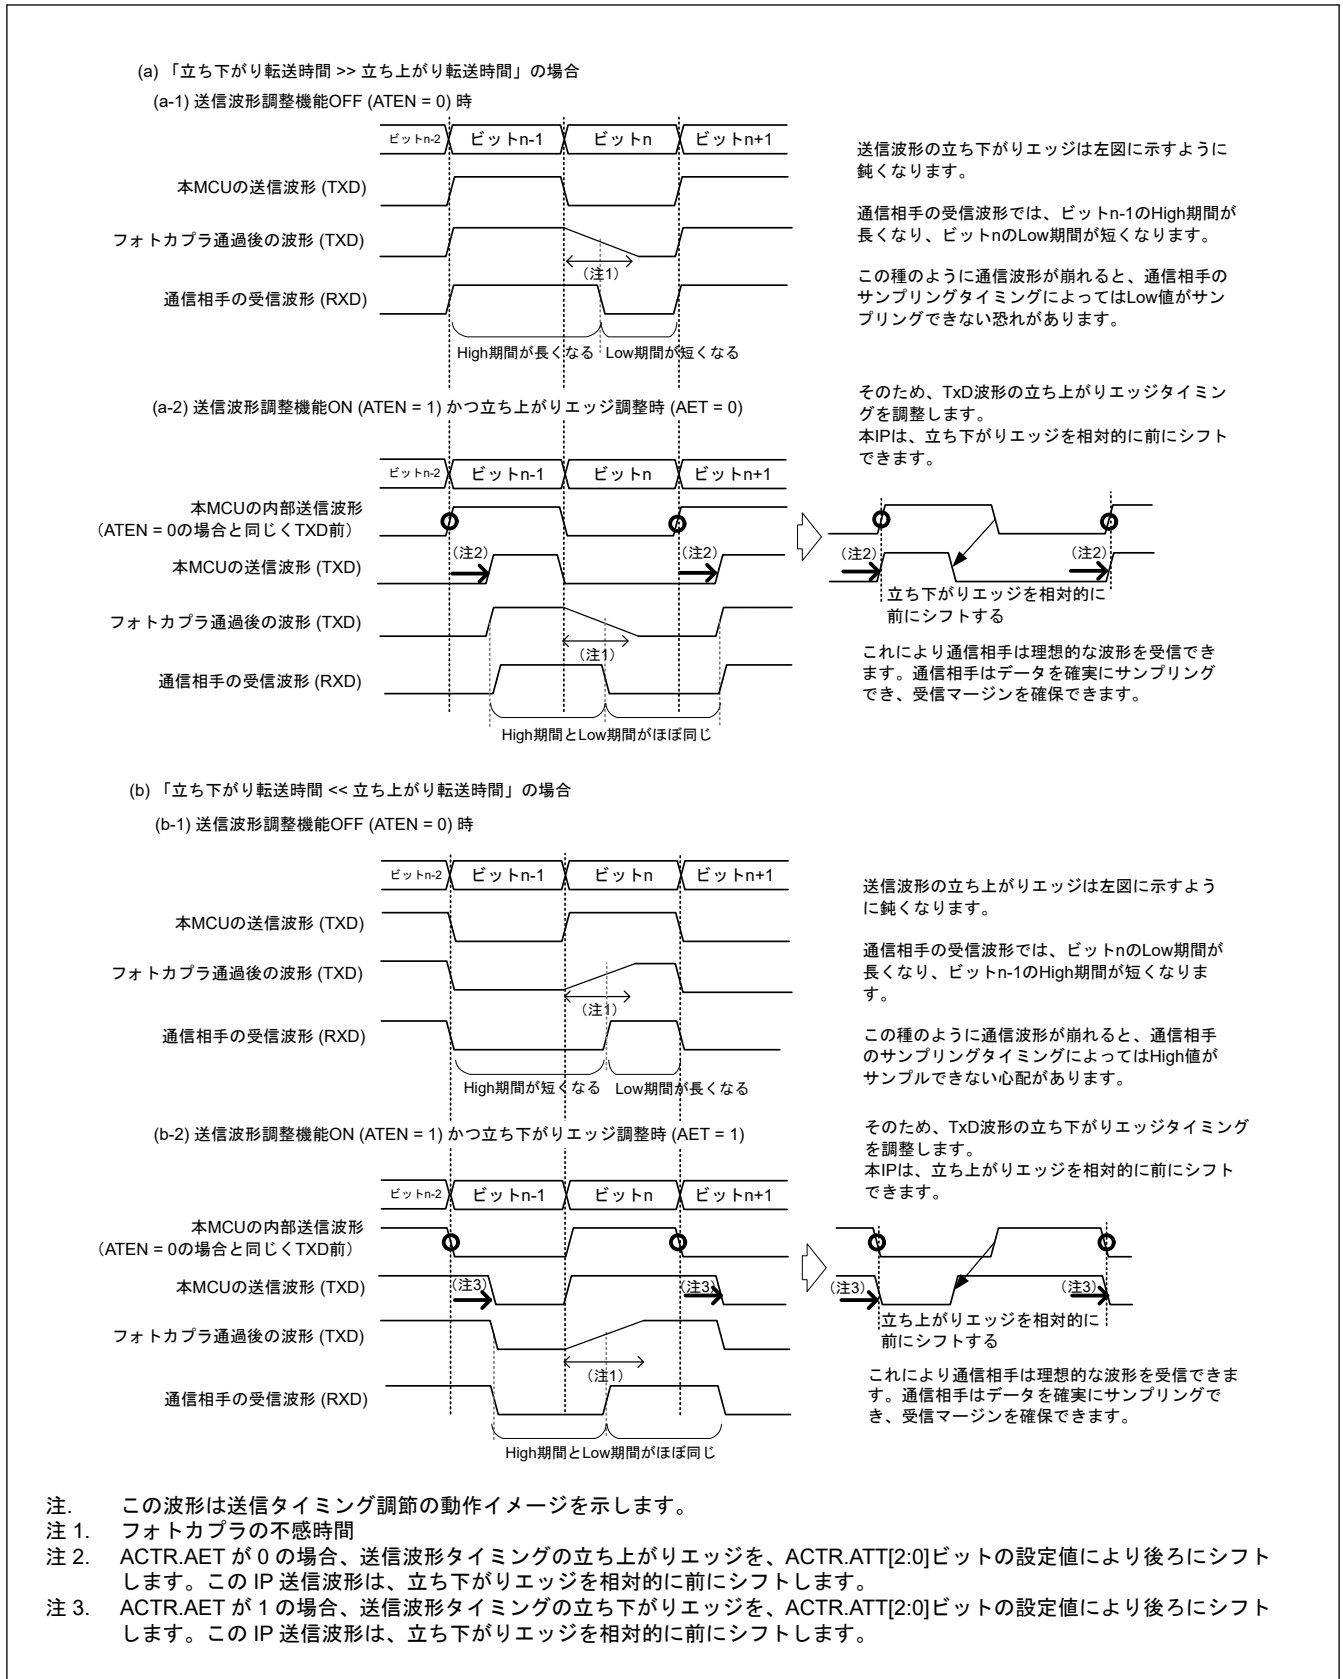 (a) 「立ち下がり転送時間 >> 立ち上がり転送時間」の場合
(a-1) 送信波形調整機能OFF (ATEN = 0) 時
ビットn-2 ビットn-1 ビットn ビットn+1
本MCUの送信波形 (TXD)
フォトカプラ通過後の波形 (TXD)
(注1)
通信相手の受信波形 (RXD)
High期間が長くなる Low期間が短くなる
送信波形の立ち下がりエッジは左図に示すように
鈍くなります。
通信相手の受信波形では、ビットn-1のHigh期間が
長くなり、ビットnのLow期間が短くなります。
この種のように通信波形が崩れると、通信相手の
サンプリングタイミングによってはLow値がサン
プリングできない恐れがあります。
(a-2) 送信波形調整機能ON (ATEN = 1) かつ立ち上がりエッジ調整時 (AET = 0)
そのため、TxD波形の立ち上がりエッジタイミン
グを調整します。
本IPは、立ち下がりエッジを相対的に前にシフト
できます。
ビットn-2 ビットn-1 ビットn ビットn+1
本MCUの内部送信波形
(ATEN = 0の場合と同じくTXD前)
(注2) (注2)
本MCUの送信波形 (TXD)
フォトカプラ通過後の波形 (TXD)
(注1)
通信相手の受信波形 (RXD)
High期間とLow期間がほぼ同じ
(注2) (注2)
立ち下がりエッジを相対的に
前にシフトする
これにより通信相手は理想的な波形を受信でき
ます。通信相手はデータを確実にサンプリング
でき、受信マージンを確保できます。
(b) 「立ち下がり転送時間 << 立ち上がり転送時間」の場合
(b-1) 送信波形調整機能OFF (ATEN = 0) 時
ビットn-2 ビットn-1 ビットn ビットn+1
本MCUの送信波形 (TXD)
フォトカプラ通過後の波形 (TXD)
(注1)
通信相手の受信波形 (RXD)
High期間が短くなる Low期間が長くなる
送信波形の立ち上がりエッジは左図に示すよう
に鈍くなります。
通信相手の受信波形では、ビットnのLow期間が
長くなり、ビットn-1のHigh期間が短くなりま
す。
この種のように通信波形が崩れると、通信相手
のサンプリングタイミングによってはHigh値が
サンプルできない心配があります。
(b-2) 送信波形調整機能ON (ATEN = 1) かつ立ち下がりエッジ調整時 (AET = 1)
そのため、TxD波形の立ち下がりエッジタイミング
を調整します。
本IPは、立ち上がりエッジを相対的に前にシフト
できます。
ビットn-2 ビットn-1 ビットn ビットn+1
本MCUの内部送信波形
(ATEN = 0の場合と同じくTXD前)
本MCUの送信波形 (TXD)
(注3) (注3)
フォトカプラ通過後の波形 (TXD)
(注1)
通信相手の受信波形 (RXD)
High期間とLow期間がほぼ同じ
(注3) (注3)
立ち上がりエッジを相対的に
前にシフトする
これにより通信相手は理想的な波形を受信できま
す。通信相手はデータを確実にサンプリングで
き、受信マージンを確保できます。
注. この波形は送信タイミング調節の動作イメージを示します。
注 1. フォトカプラの不感時間
注 2. ACTR.AET が 0 の場合、送信波形タイミングの立ち上がりエッジを、ACTR.ATT[2:0]ビットの設定値により後ろにシフト
します。この IP 送信波形は、立ち下がりエッジを相対的に前にシフトします。
注 3. ACTR.AET が 1 の場合、送信波形タイミングの立ち下がりエッジを、ACTR.ATT[2:0]ビットの設定値により後ろにシフト
します。この IP 送信波形は、立ち下がりエッジを相対的に前にシフトします。